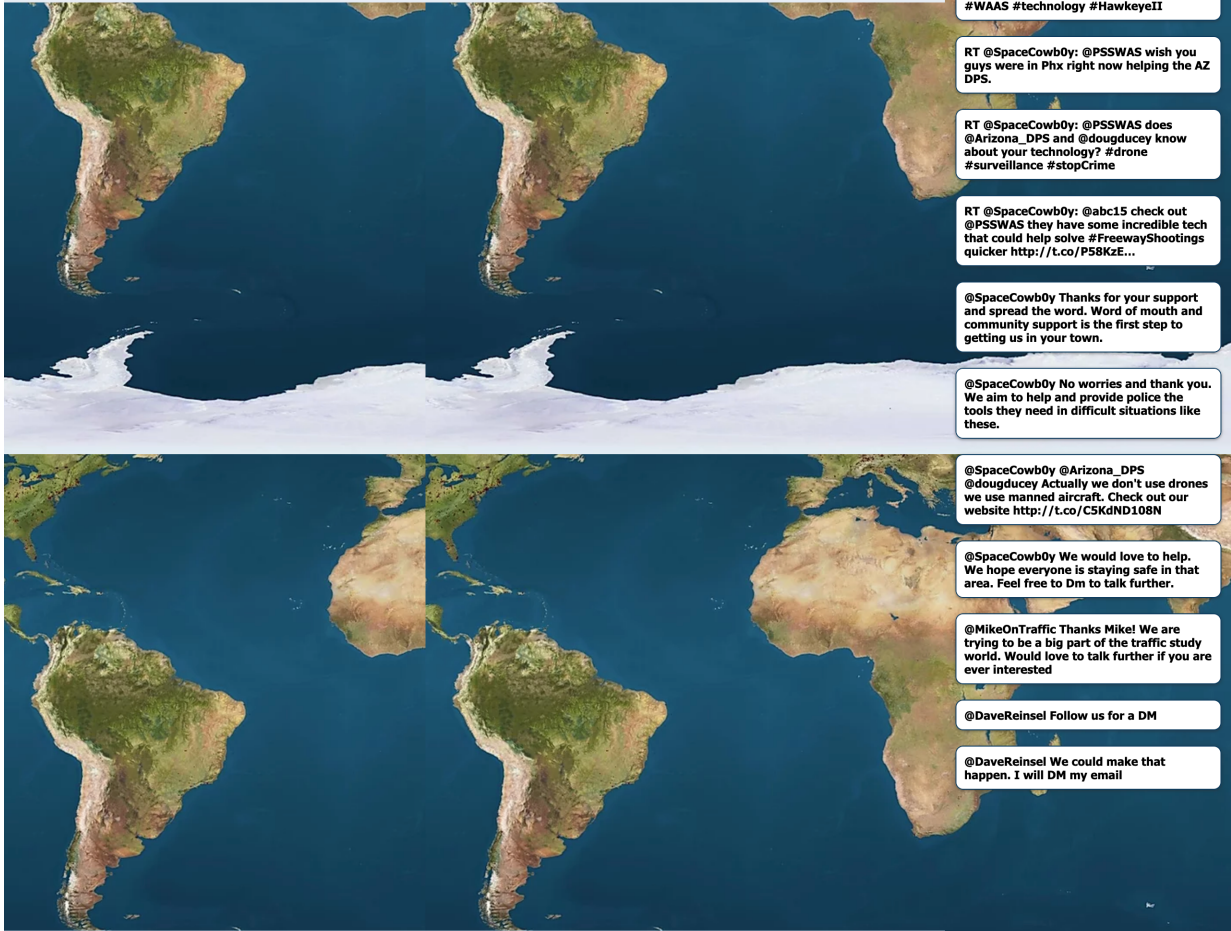 #WAAS #technology #HawkeyeII
RT @SpaceCowb0y: @PSSWAS wish you
guys were in Phx right now helping the AZ
DPS.
RT @SpaceCowb0y: @PSSWAS does
@Arizona_DPS and @dougducey know
about your technology? #drone
#surveillance #stopCrime
RT @SpaceCowb0y: @abc15 check out
@PSSWAS they have some incredible tech
that could help solve #FreewayShootings
quicker http://t.co/P58KzE...
@SpaceCowb0y Thanks for your support
and spread the word. Word of mouth and
community support is the first step to
getting us in your town.
@SpaceCowb0y No worries and thank you.
We aim to help and provide police the
tools they need in difficult situations like
these.
@SpaceCowb0y @Arizona_DPS
@dougducey Actually we don't use drones
we use manned aircraft. Check out our
website http://t.co/C5KdND108N
@SpaceCowb0y We would love to help.
We hope everyone is staying safe in that
area. Feel free to Dm to talk further.
@MikeOnTraffic Thanks Mike! We are
trying to be a big part of the traffic study
world. Would love to talk further if you are
ever interested
@DaveReinsel Follow us for a DM
@DaveReinsel We could make that
happen. I will DM my email